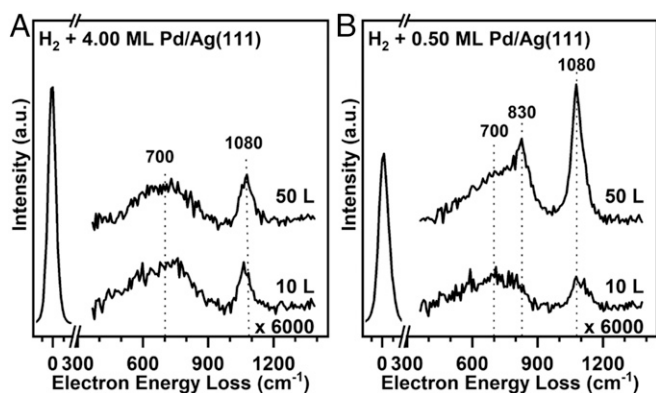 A
H₂ + 4.00 ML Pd/Ag(111)
Intensity (a.u.)
700
1080
50 L
10 L
x 6000
0 300 600 900 1200
Electron Energy Loss (cm⁻¹)
B
H₂ + 0.50 ML Pd/Ag(111)
Intensity (a.u.)
1080
830
700
50 L
10 L
x 6000
0 300 600 900 1200
Electron Energy Loss (cm⁻¹)